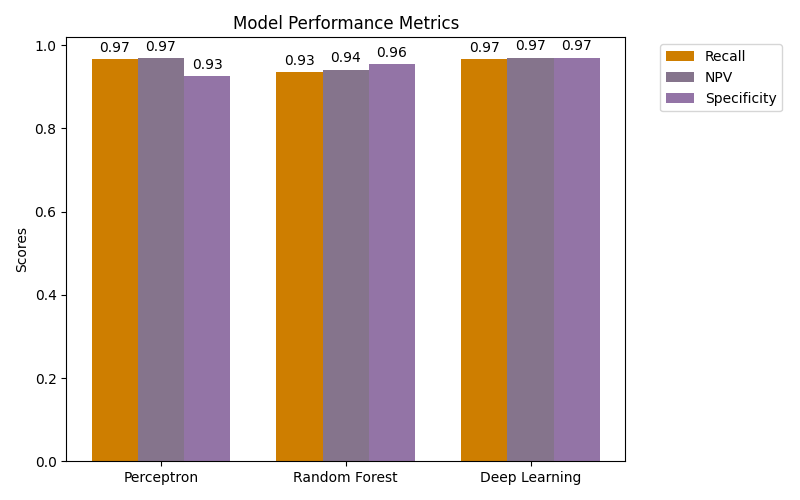 Model Performance Metrics
Scores
1.0
0.8
0.6
0.4
0.2
0.0
0.97
0.97
0.93
0.93
0.94
0.96
0.97
0.97
0.97
Perceptron
Random Forest
Deep Learning
Recall
NPV
Specificity